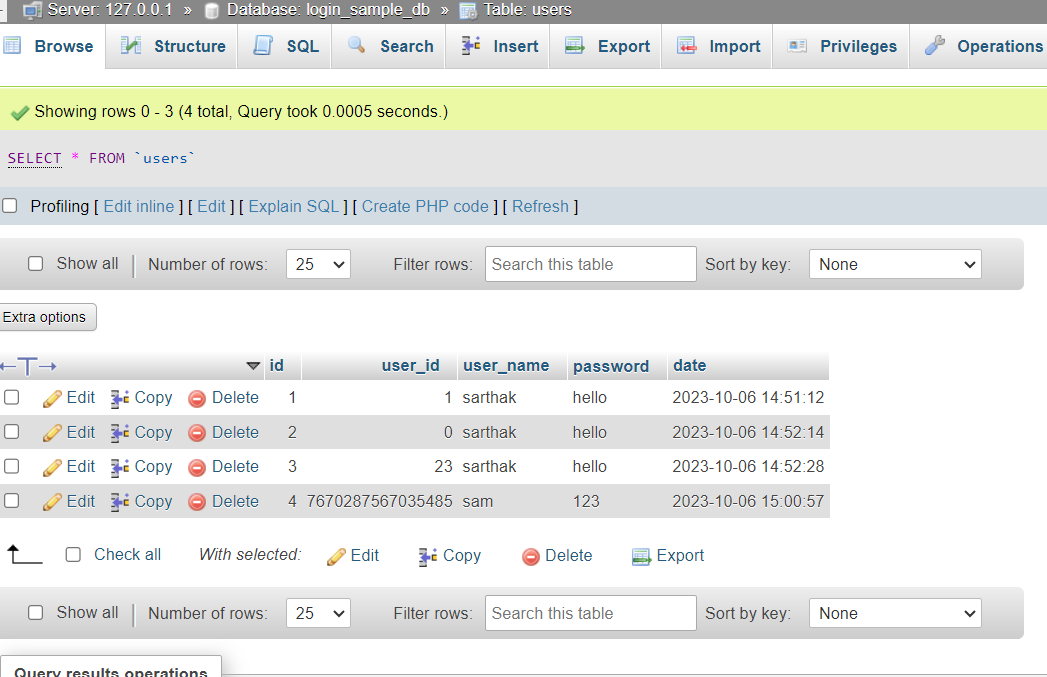 Server: 127.0.0.1 » Database: login_sample_db » Table: users
Browse Structure SQL Search Insert Export Import Privileges Operations
Showing rows 0 - 3 (4 total, Query took 0.0005 seconds.)
SELECT * FROM `users`
Profiling [ Edit inline ] [ Edit ] [ Explain SQL ] [ Create PHP code ] [ Refresh ]
Show all | Number of rows: 25 Filter rows: Search this table Sort by key: None
Extra options
←T→ id user_id user_name password date
Edit Copy Delete 1 1 sarthak hello 2023-10-06 14:51:12
Edit Copy Delete 2 0 sarthak hello 2023-10-06 14:52:14
Edit Copy Delete 3 23 sarthak hello 2023-10-06 14:52:28
Edit Copy Delete 4 7670287567035485 sam 123 2023-10-06 15:00:57
Check all With selected: Edit Copy Delete Export
Show all | Number of rows: 25 Filter rows: Search this table Sort by key: None
Query results operations